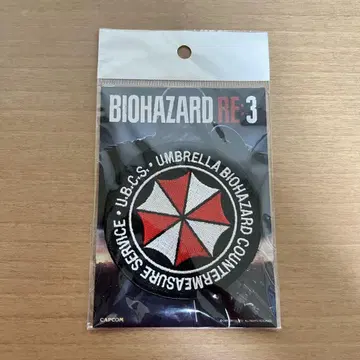 BIOHAZARD RE:3
U.B.C.S. • UMBRELLA BIOHAZARD COUNTERMEASURE SERVICE •
CAPCOM